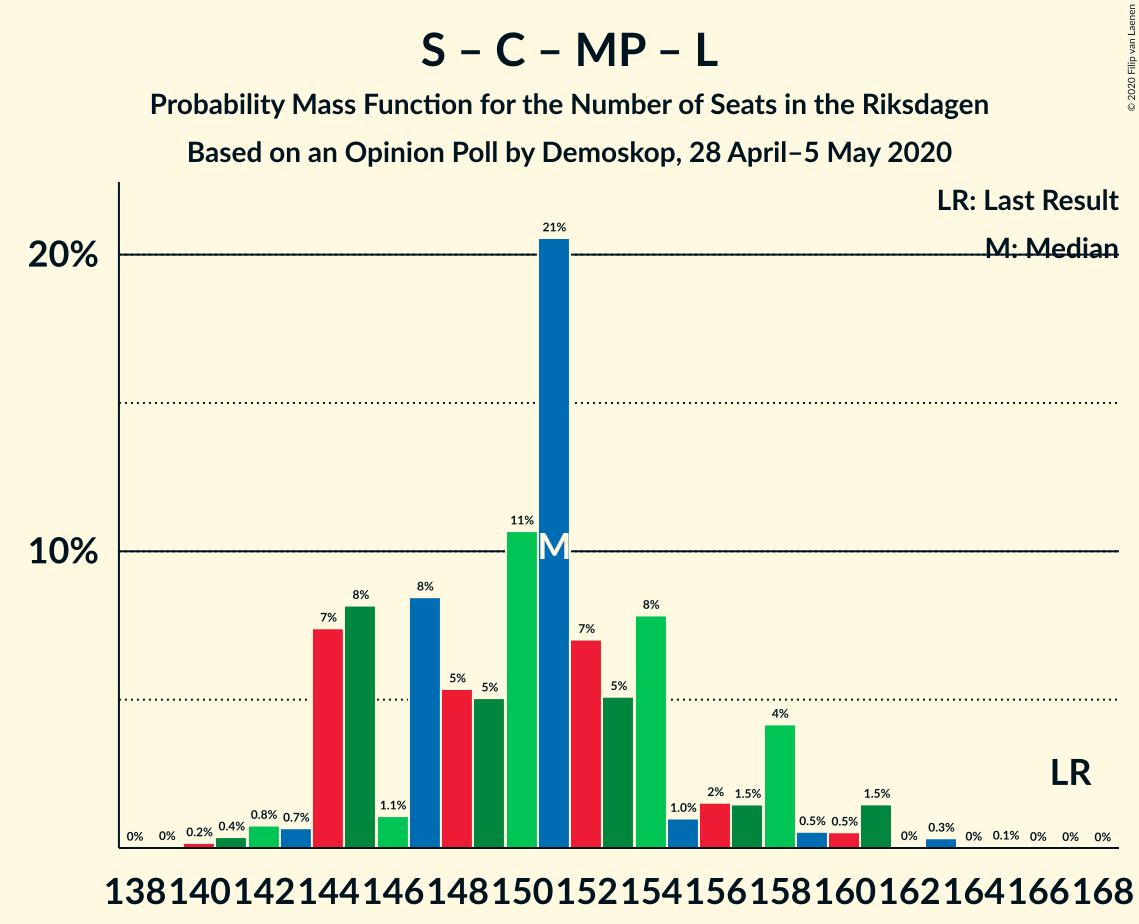 S – C – MP – L
Probability Mass Function for the Number of Seats in the Riksdagen
Based on an Opinion Poll by Demoskop, 28 April–5 May 2020
© 2020 Filip van Laenen
LR: Last Result
M: Median
20%
10%
0% 0% 0.2% 0.4% 0.8% 0.7% 7% 8% 1.1% 8% 5% 5% 11% 21% 7% 5% 8% 1.0% 2% 1.5% 4% 0.5% 0.5% 1.5% 0% 0.3% 0% 0.1% 0% 0% 0%
M
LR
138 140 142 144 146 148 150 152 154 156 158 160 162 164 166 168